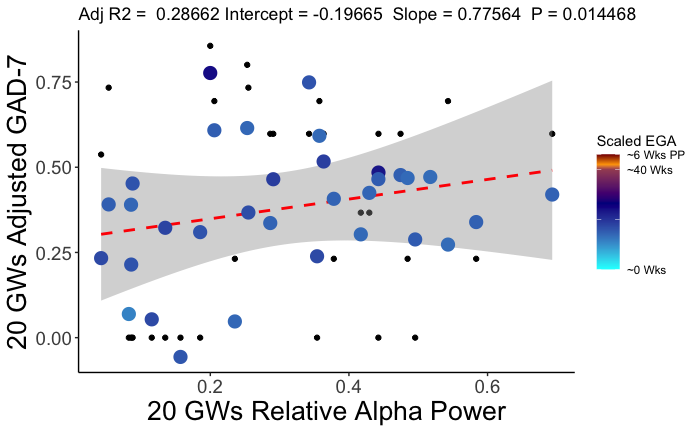 Adj R2 =  0.28662 Intercept = -0.19665  Slope = 0.77564  P = 0.014468
20 GWs Adjusted GAD-7
0.75
0.50
0.25
0.00
0.2 0.4 0.6
20 GWs Relative Alpha Power
Scaled EGA
~6 Wks PP
~40 Wks
~0 Wks